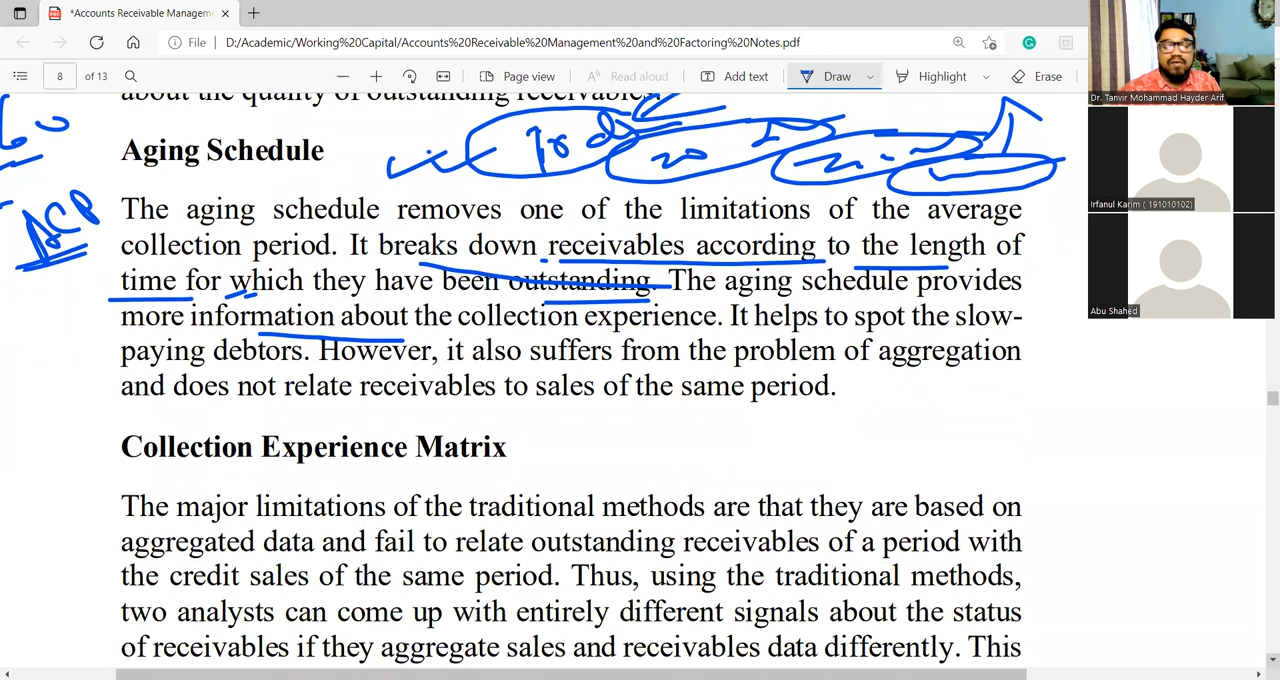 *Accounts Receivable Managem
File D:/Academic/Working%20Capital/Accounts%20Receivable%20Management%20and%20Factoring%20Notes.pdf
8 of 13 Page view Read aloud Add text Draw Highlight Erase
about the quality of outstanding receivables.
Aging Schedule
The aging schedule removes one of the limitations of the average
collection period. It breaks down receivables according to the length of
time for which they have been outstanding. The aging schedule provides
more information about the collection experience. It helps to spot the slow-
paying debtors. However, it also suffers from the problem of aggregation
and does not relate receivables to sales of the same period.
Collection Experience Matrix
The major limitations of the traditional methods are that they are based on
aggregated data and fail to relate outstanding receivables of a period with
the credit sales of the same period. Thus, using the traditional methods,
two analysts can come up with entirely different signals about the status
of receivables if they aggregate sales and receivables data differently. This
ACP
20
Dr. Tanvir Mohammad Hayder Arif
Irfanul Karim ( 191010102)
Abu Shahed